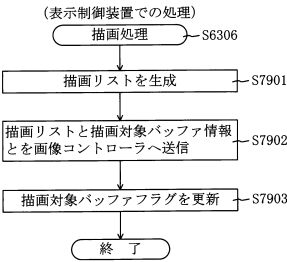 (表示制御装置での処理)
描画処理
S6306
描画リストを生成
S7901
描画リストと描画対象バッファ情報
とを画像コントローラへ送信
S7902
描画対象バッファフラグを更新
S7903
終 了